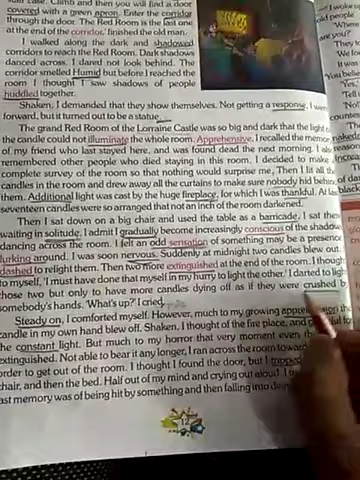 stair case. Climb and then you will find a door
covered with a green apron. Enter the corridor
through the door. The Red Room is the last one
at the end of the corridor,' finished the old man.
I walked along the dark and shadowed
corridors to reach the Red Room. Dark shadows
danced across. I dared not look behind. The
corridor smelled Humid but before I reached the
room I thought I saw shadows of people
huddled together.
Shaken, I demanded that they show themselves. Not getting a response, I went
forward, but it turned out to be a statue.
The grand Red Room of the Lorraine Castle was so big and dark that the light of
the candle could not illuminate the whole room. Apprehensive, I recalled the memory
of my friend who last stayed here, and was found dead the next morning. I also
remembered other people who died staying in this room. I decided to make a
complete survey of the room so that nothing would surprise me. Then I lit all the
candles in the room and drew away all the curtains to make sure nobody hid behind
them. Additional light was cast by the huge fireplace, for which I was thankful. At last
seventeen candles were so arranged that not an inch of the room darkened.
Then I sat down on a big chair and used the table as a barricade. I sat there
waiting in solitude. I admit I gradually become increasingly conscious of the shadows
dancing across the room. I felt an odd sensation of something may be a presence
lurking around. I was soon nervous. Suddenly at midnight two candles blew out. I
dashed to relight them. Then two more extinguished at the end of the room. I thought
to myself, 'I must have done that myself in my hurry to light the other.' I darted to light
those two but only to have more candles dying off as if they were crushed by
somebody's hands. 'What's up?' I cried.
Steady on, I comforted myself. However, much to my growing apprehension the
candle in my own hand blew off. Shaken, I thought of the fire place, and for
the constant light. But much to my horror that very moment even
extinguished. Not able to bear it any longer, I ran across the room toward
order to get out of the room. I thought I found the door, but I tripped
chair, and then the bed. Half out of my mind and crying out aloud I
last memory was of being hit by something and then falling into deep
12